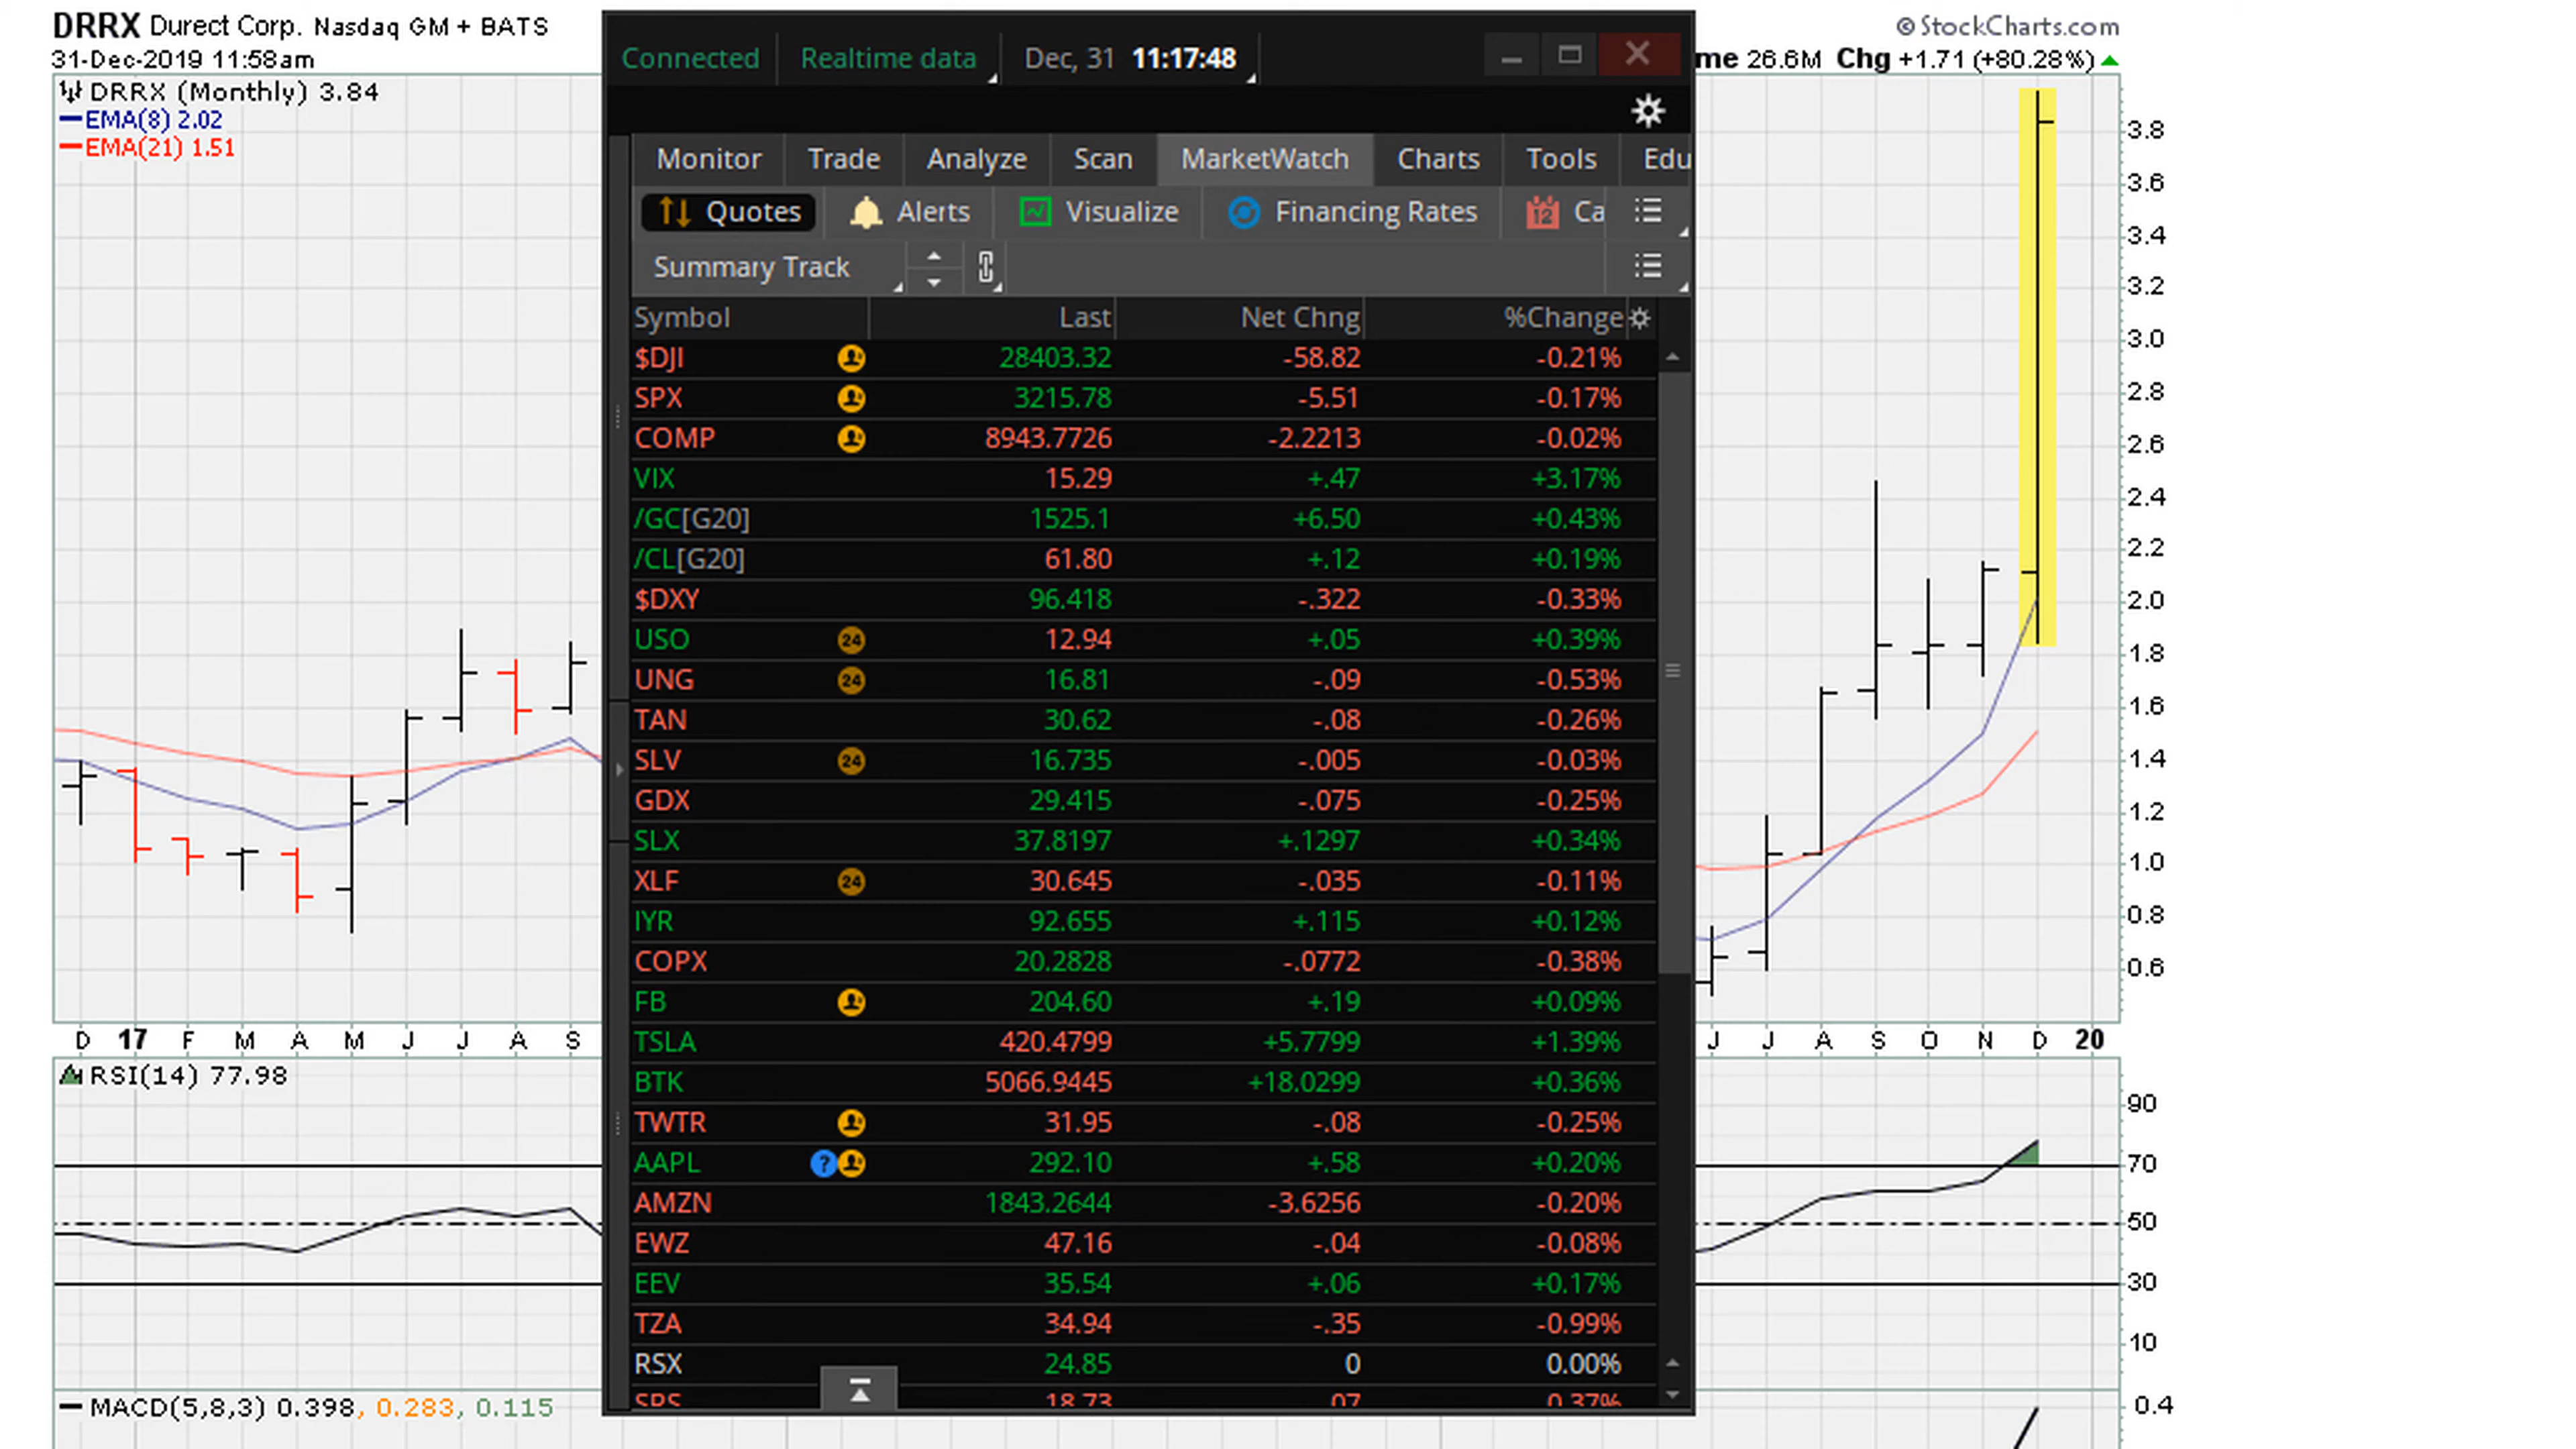 DRRX Durect Corp. Nasdaq GM + BATS
© StockCharts.com
31-Dec-2019 11:58am
me 26.6M Chg +1.71 (+80.28%)
DRRX (Monthly) 3.84
EMA(8) 2.02
EMA(21) 1.51
Connected Realtime data Dec, 31 11:17:48
Monitor Trade Analyze Scan MarketWatch Charts Tools Edu
Quotes Alerts Visualize Financing Rates 12 Ca
Summary Track
Symbol Last Net Chng %Change
$DJI 28403.32 -58.82 -0.21%
SPX 3215.78 -5.51 -0.17%
COMP 8943.7726 -2.2213 -0.02%
VIX 15.29 +.47 +3.17%
/GC[G20] 1525.1 +6.50 +0.43%
/CL[G20] 61.80 +.12 +0.19%
$DXY 96.418 -.322 -0.33%
USO 24 12.94 +.05 +0.39%
UNG 24 16.81 -.09 -0.53%
TAN 30.62 -.08 -0.26%
SLV 24 16.735 -.005 -0.03%
GDX 29.415 -.075 -0.25%
SLX 37.8197 +.1297 +0.34%
XLF 24 30.645 -.035 -0.11%
IYR 92.655 +.115 +0.12%
COPX 20.2828 -.0772 -0.38%
FB 204.60 +.19 +0.09%
TSLA 420.4799 +5.7799 +1.39%
BTK 5066.9445 +18.0299 +0.36%
TWTR 31.95 -.08 -0.25%
AAPL ? 292.10 +.58 +0.20%
AMZN 1843.2644 -3.6256 -0.20%
EWZ 47.16 -.04 -0.08%
EEV 35.54 +.06 +0.17%
TZA 34.94 -.35 -0.99%
RSX 24.85 0 0.00%
18.73 07 0.37%
3.8
3.6
3.4
3.2
3.0
2.8
2.6
2.4
2.2
2.0
1.8
1.6
1.4
1.2
1.0
0.8
0.6
D 17 F M A M J J A S
J J A S O N D 20
RSI(14) 77.98
90
70
50
30
10
MACD(5,8,3) 0.398, 0.283, 0.115
0.4